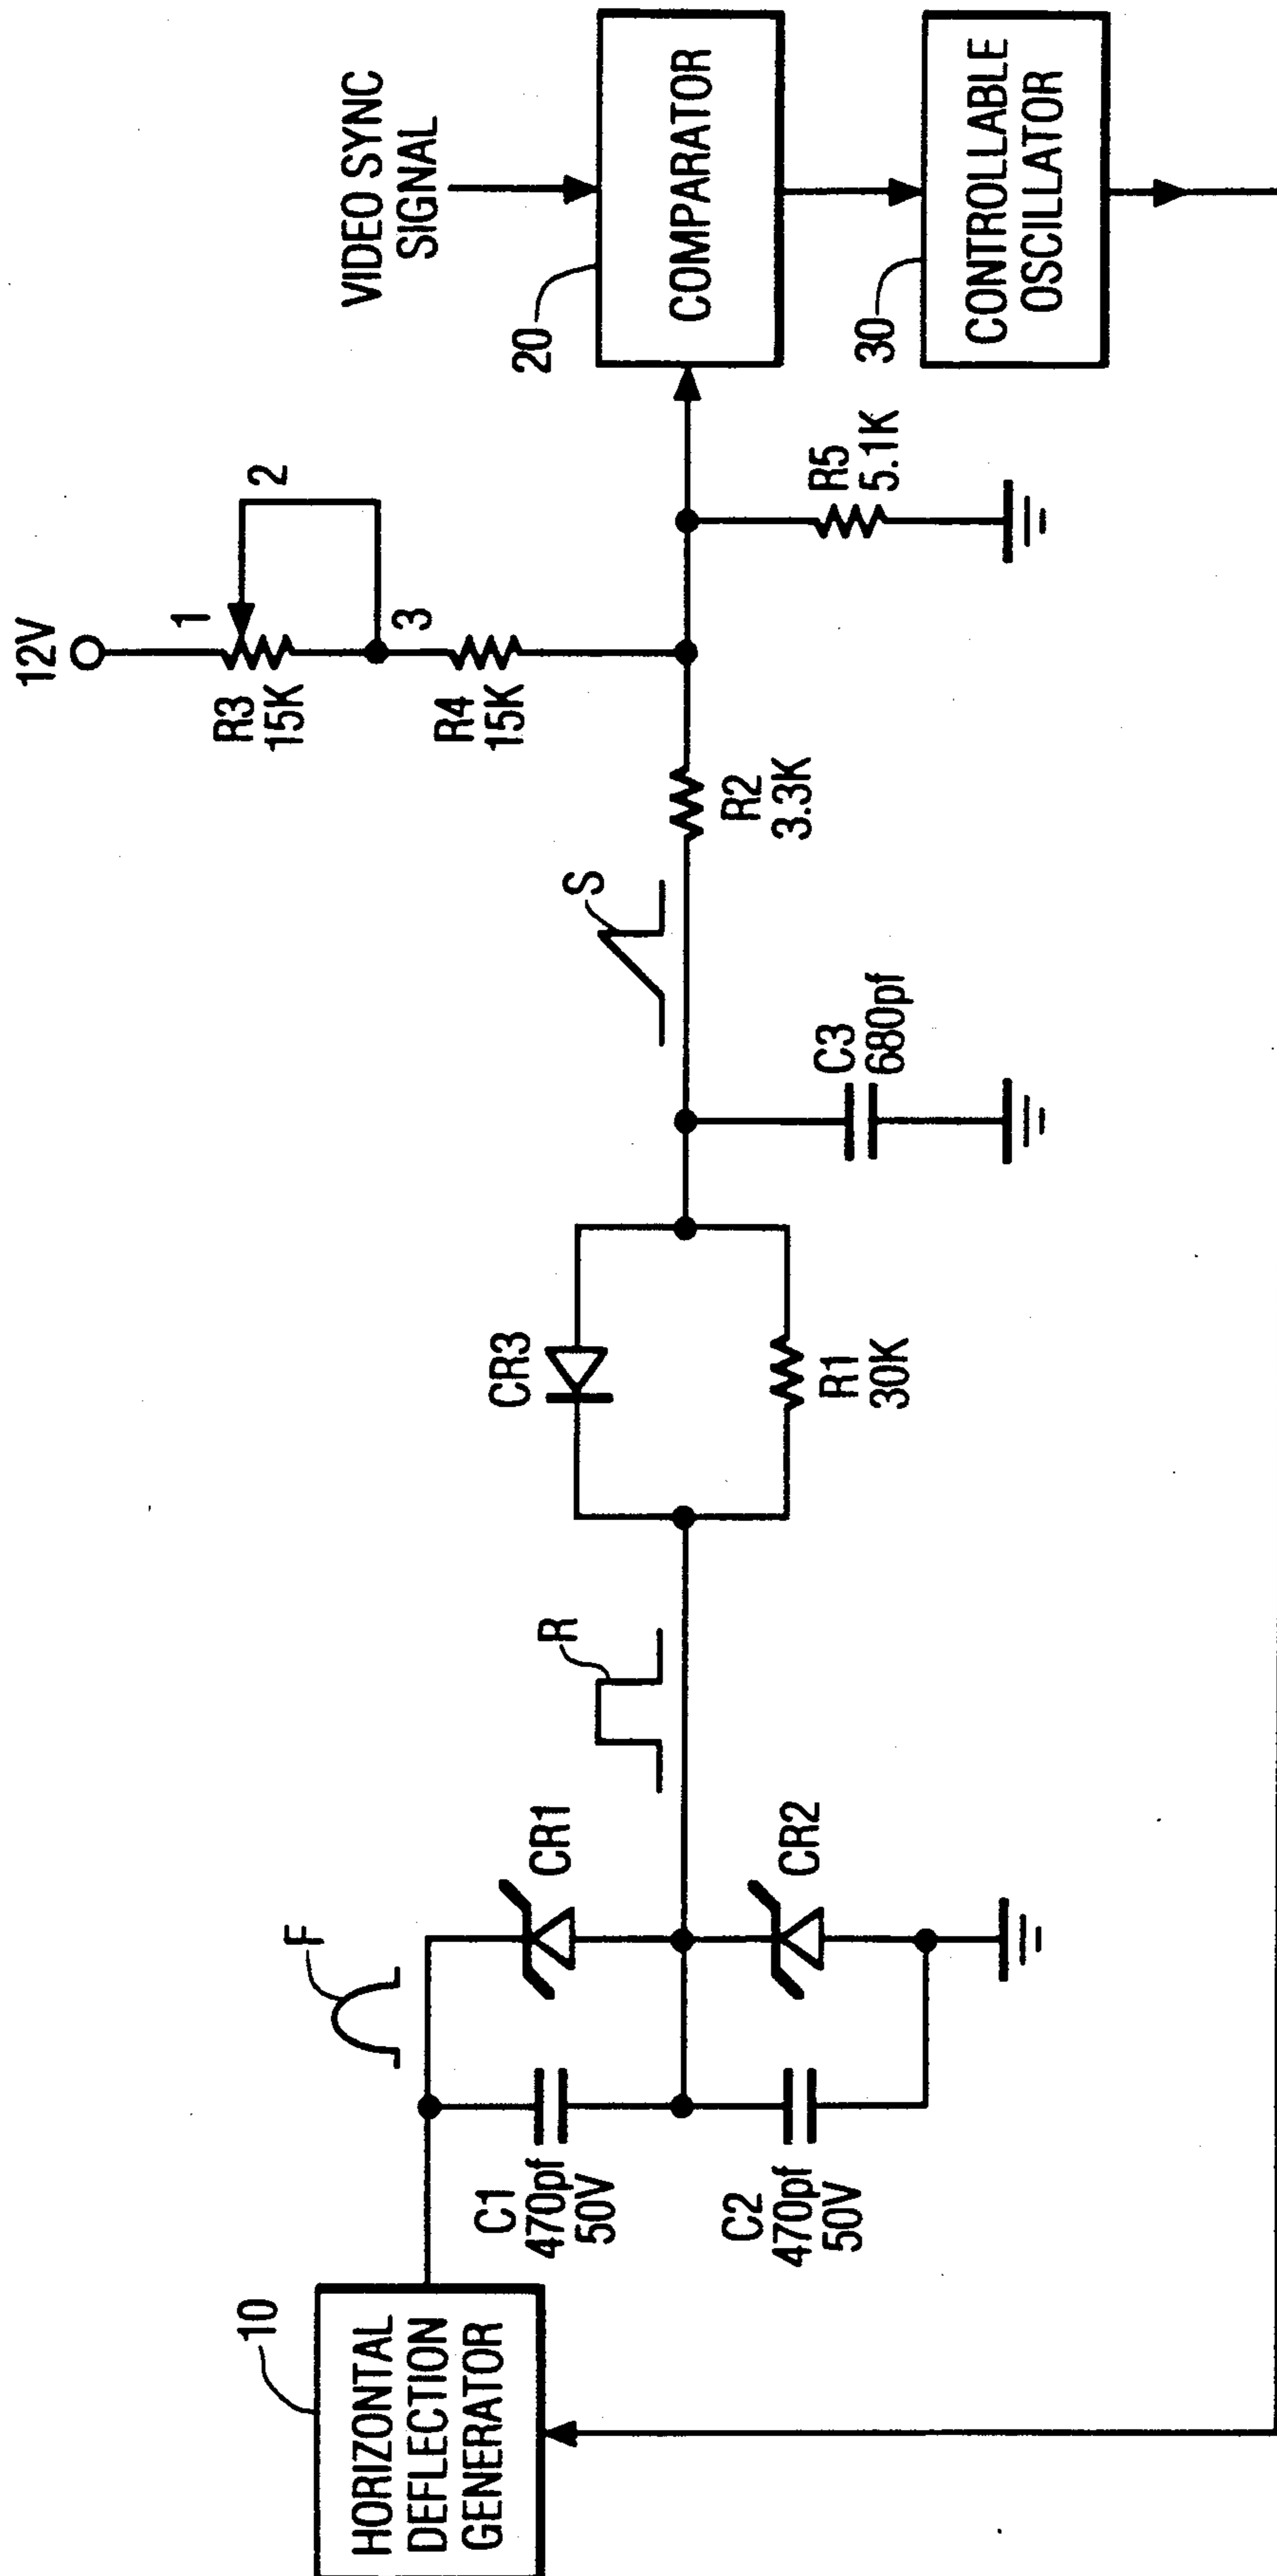 10
HORIZONTAL
DEFLECTION
GENERATOR
F
C1
470pf
50V
CR1
C2
470pf
50V
CR2
R
CR3
R1
30K
S
C3
680pf
R2
3.3K
12V
1
2
3
R3
15K
R4
15K
R5
5.1K
VIDEO SYNC
SIGNAL
20
COMPARATOR
30
CONTROLLABLE
OSCILLATOR